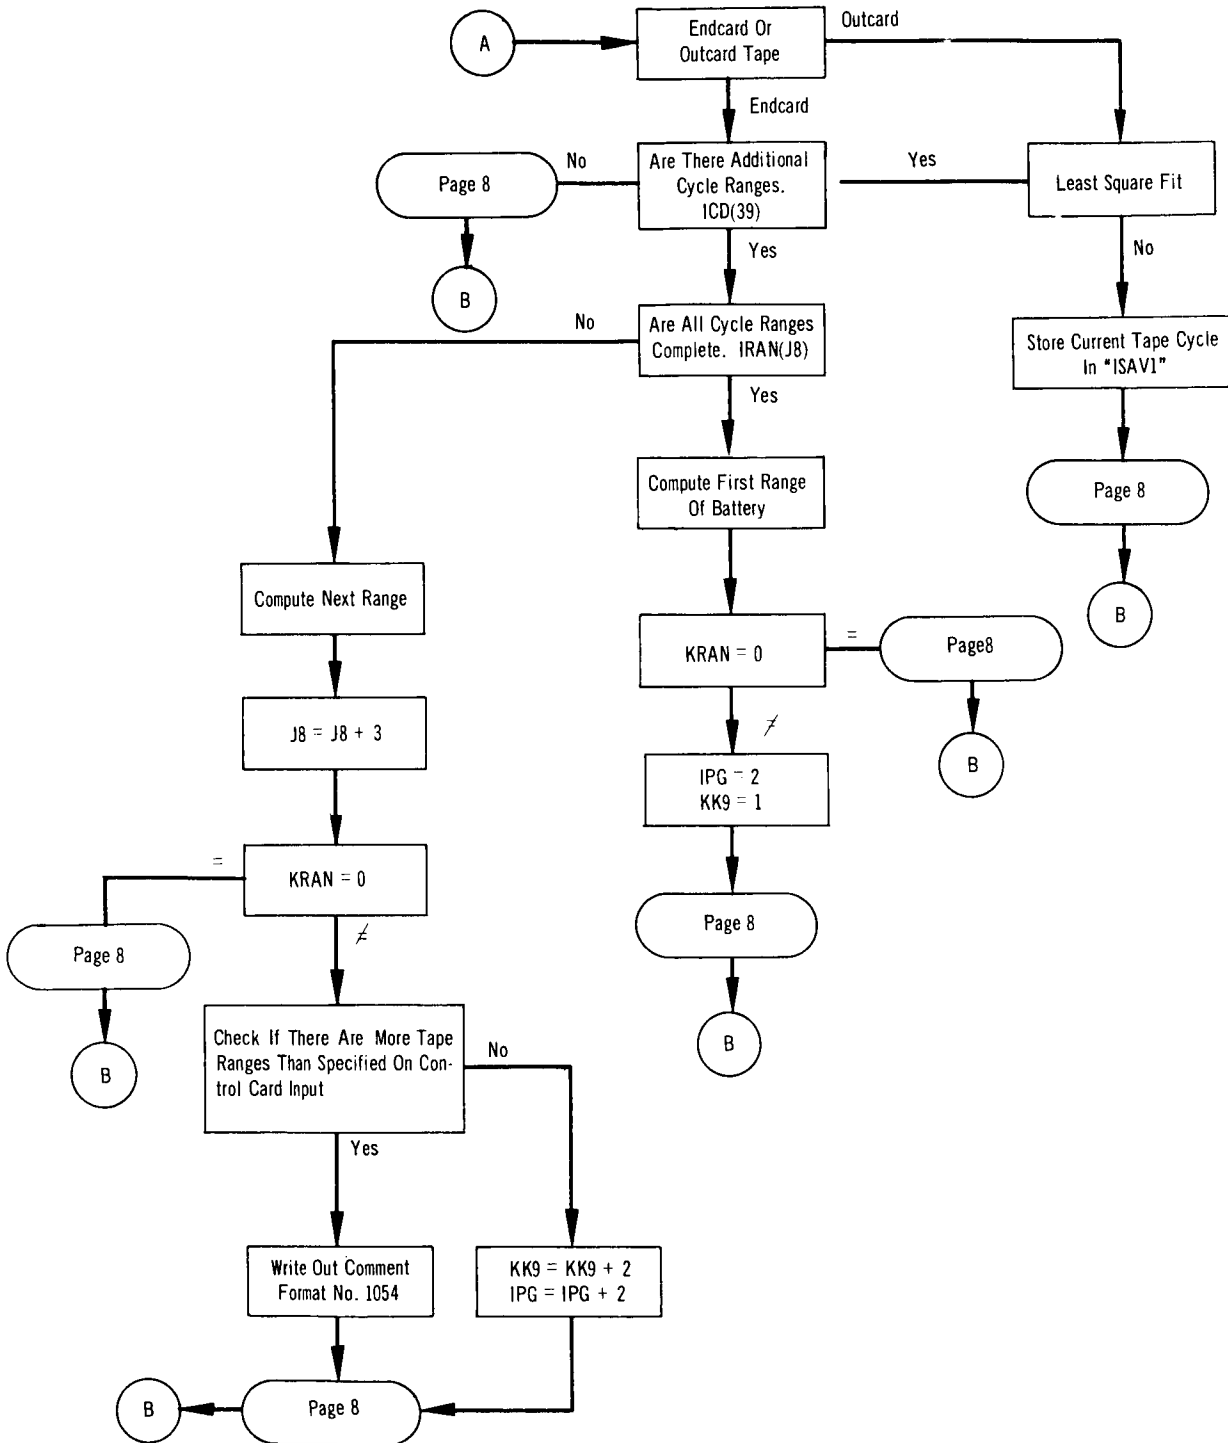 A
Endcard Or
Outcard Tape
Outcard
Endcard
Page 8
No
Are There Additional
Cycle Ranges.
ICD(39)
Yes
Least Square Fit
B
Yes
No
No
Are All Cycle Ranges
Complete. IRAN(J8)
Store Current Tape Cycle
In "ISAV1"
Yes
Compute First Range
Of Battery
Page 8
Compute Next Range
B
KRAN = 0
=
Page8
J8 = J8 + 3
≠
IPG = 2
KK9 = 1
B
=
KRAN = 0
Page 8
≠
Page 8
B
Check If There Are More Tape
Ranges Than Specified On Con-
trol Card Input
No
B
Yes
Write Out Comment
Format No. 1054
KK9 = KK9 + 2
IPG = IPG + 2
B
Page 8